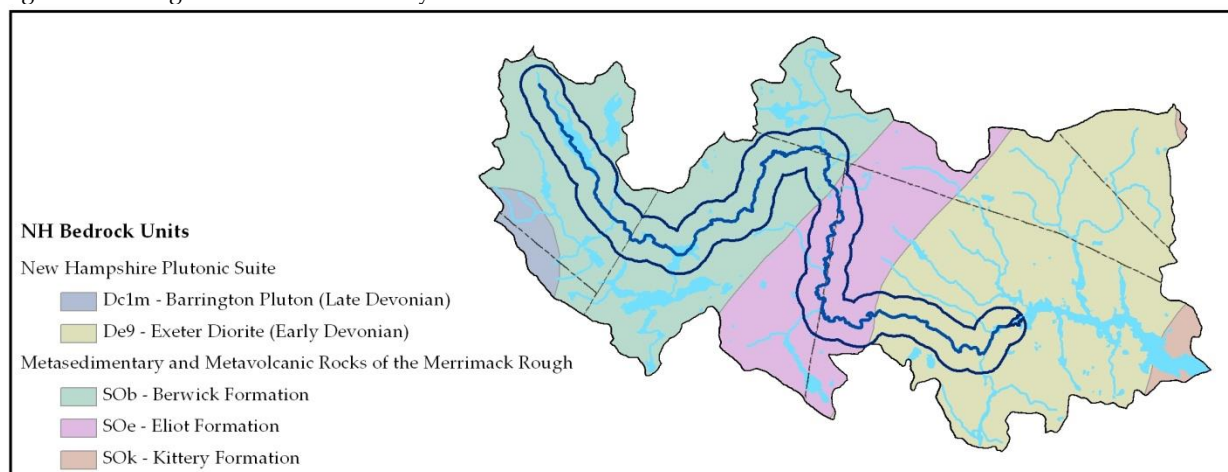 NH Bedrock Units
New Hampshire Plutonic Suite
Dc1m - Barrington Pluton (Late Devonian)
De9 - Exeter Diorite (Early Devonian)
Metasedimentary and Metavolcanic Rocks of the Merrimack Rough
SOb - Berwick Formation
SOe - Eliot Formation
SOk - Kittery Formation